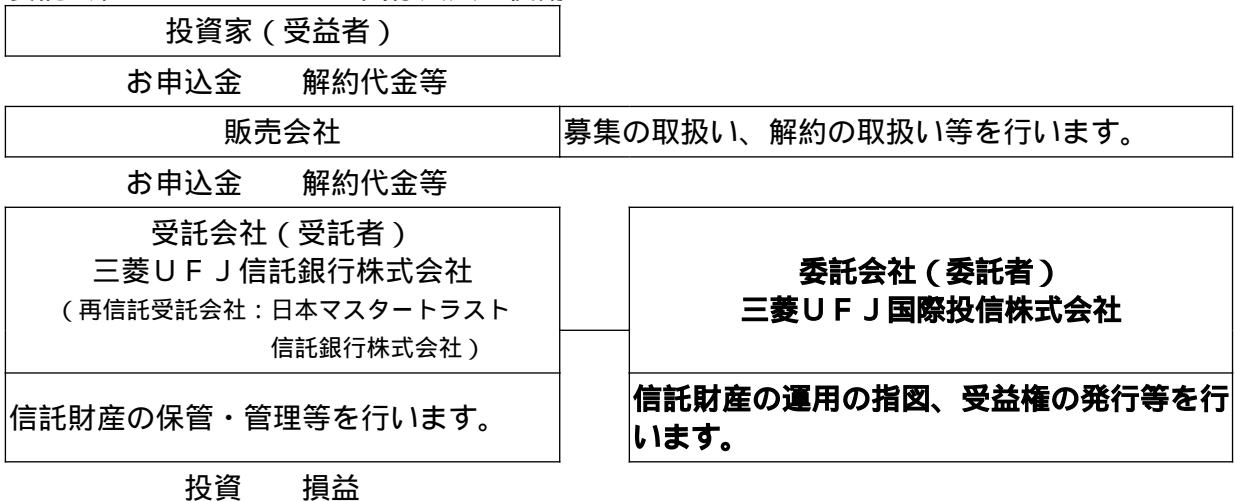 投資家（受益者）
お申込金　　解約代金等
販売会社
募集の取扱い、解約の取扱い等を行います。
お申込金　　解約代金等
受託会社（受託者）
三菱ＵＦＪ信託銀行株式会社
（再信託受託会社：日本マスタートラスト
信託銀行株式会社）
委託会社（委託者）
三菱ＵＦＪ国際投信株式会社
信託財産の保管・管理等を行います。
信託財産の運用の指図、受益権の発行等を行
います。
投資　　損益